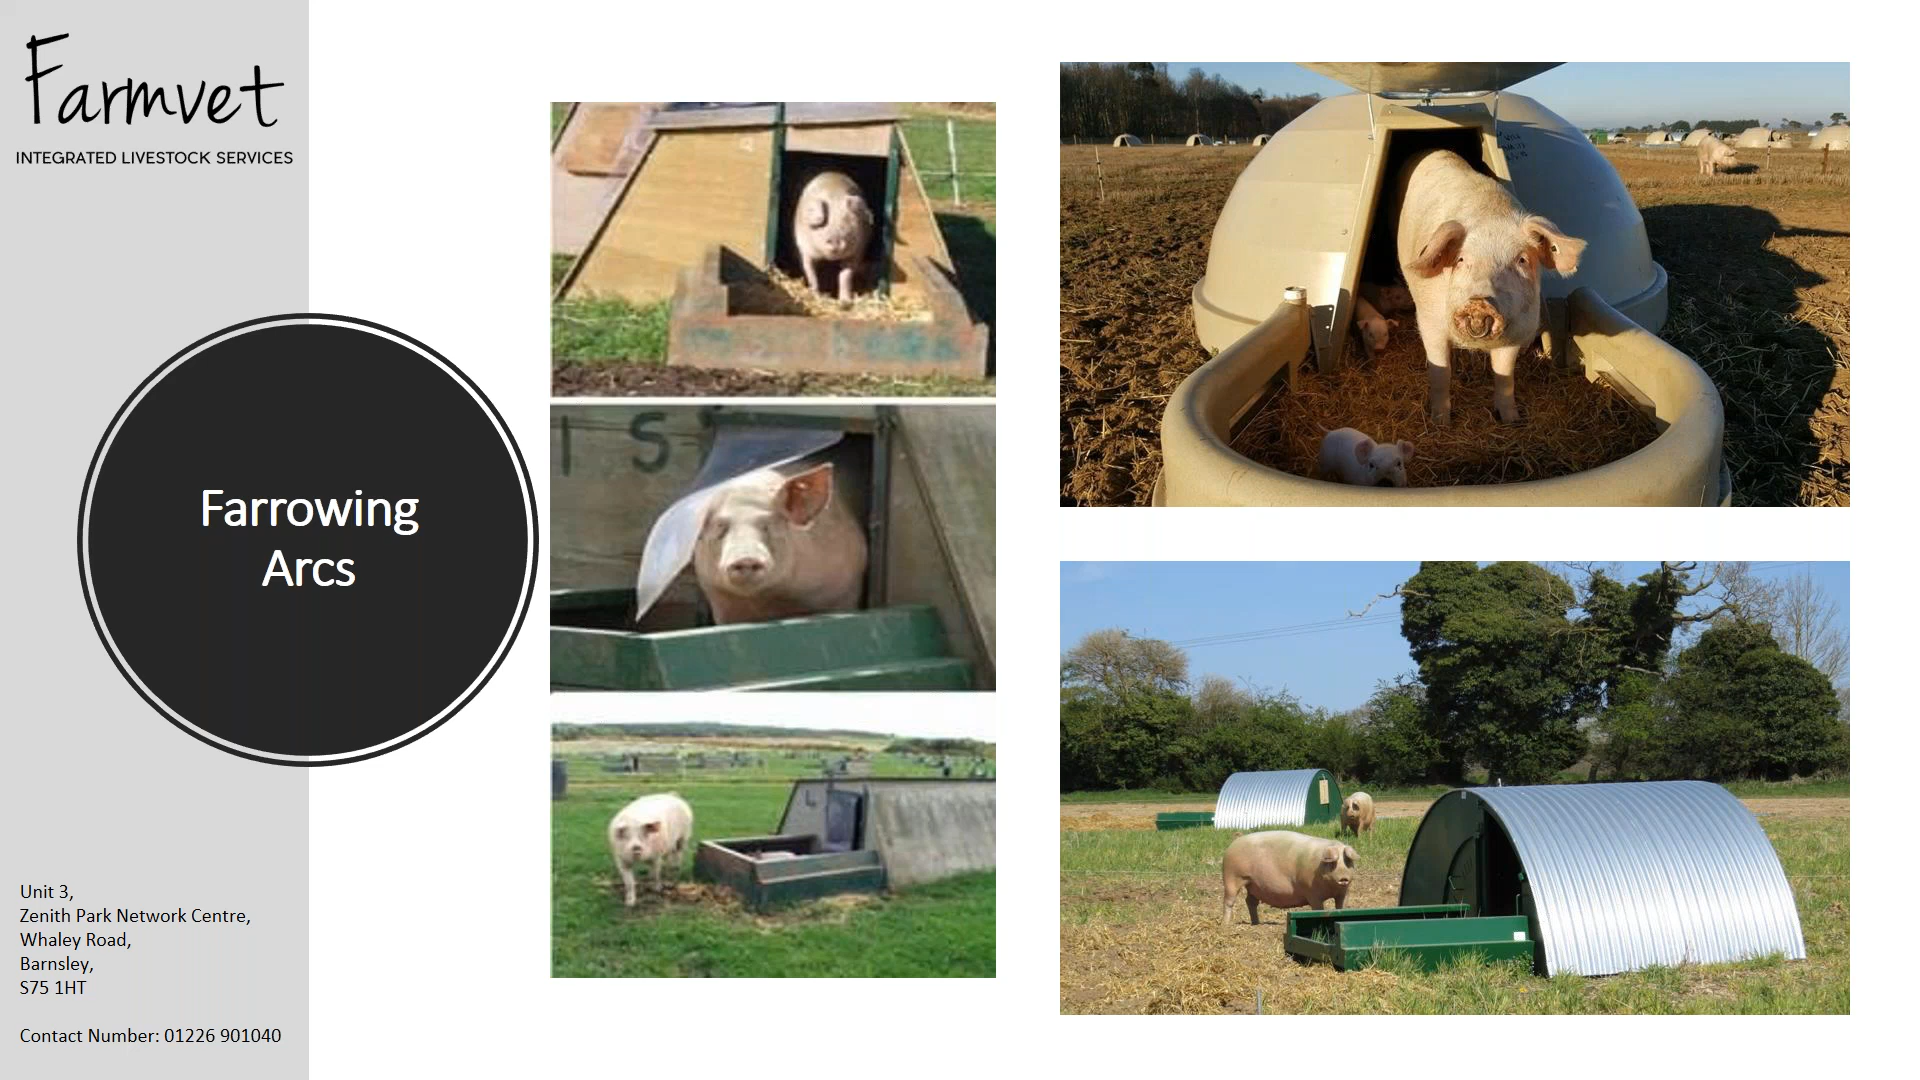 Farmvet
INTEGRATED LIVESTOCK SERVICES
Farrowing
Arcs
I S
Unit 3,
Zenith Park Network Centre,
Whaley Road,
Barnsley,
S75 1HT
Contact Number: 01226 901040